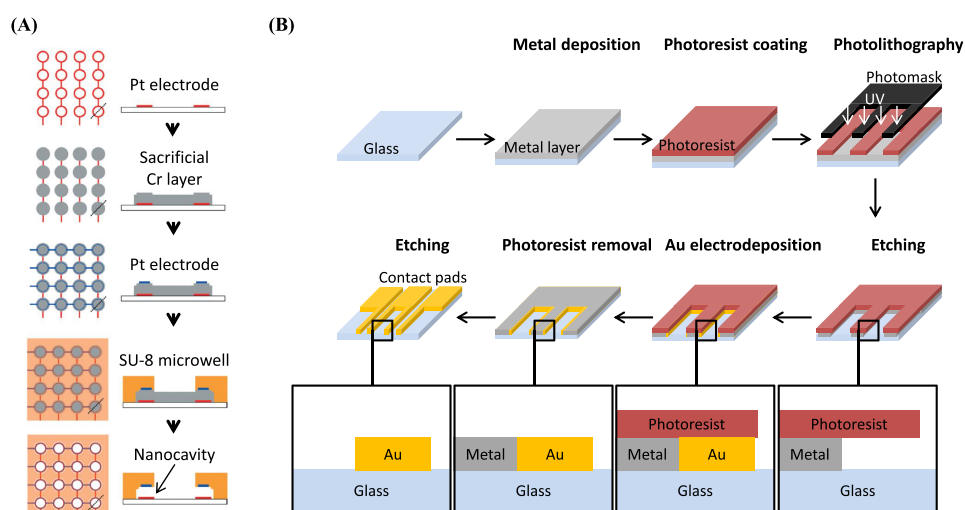 (A)
Pt electrode
Sacrificial
Cr layer
Pt electrode
SU-8 microwell
Nanocavity
(B)
Metal deposition
Photoresist coating
Photolithography
Photomask
UV
Glass
Metal layer
Photoresist
Etching
Photoresist removal
Au electrodeposition
Etching
Contact pads
Au
Glass
Metal
Au
Glass
Photoresist
Metal
Au
Glass
Photoresist
Metal
Glass